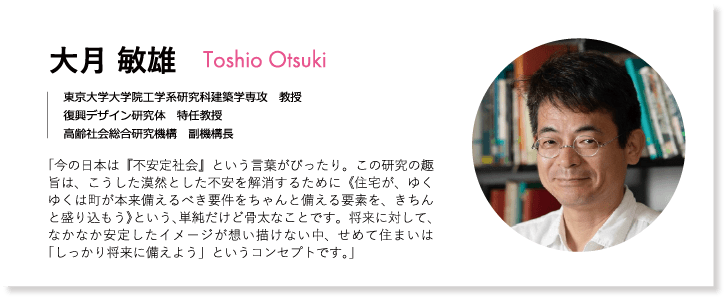 大月 敏雄 Toshio Otsuki
東京大学大学院工学系研究科建築学専攻　教授
復興デザイン研究体　特任教授
高齢社会総合研究機構　副機構長
「今の日本は『不安定社会』という言葉がぴったり。この研究の趣
旨は、こうした漠然とした不安を解消するために《住宅が、ゆく
ゆくは町が本来備えるべき要件をちゃんと備える要素を、きちん
と盛り込もう》という、単純だけど骨太なことです。将来に対して、
なかなか安定したイメージが想い描けない中、せめて住まいは
「しっかり将来に備えよう」というコンセプトです。」